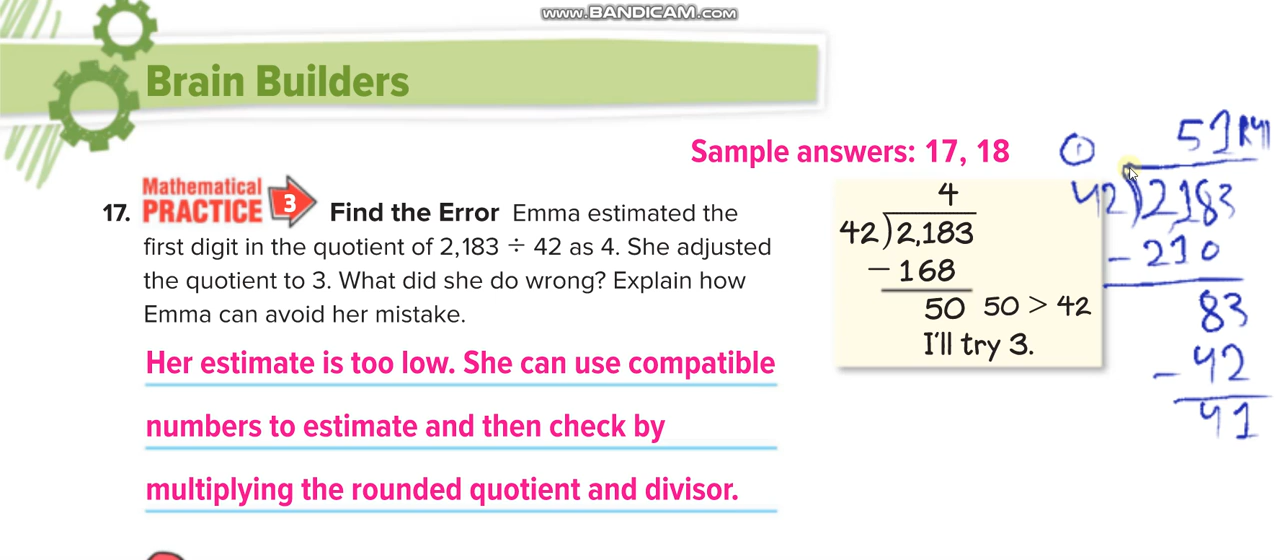 WWW.BANDICAM.COM
Brain Builders
Sample answers: 17, 18
Mathematical
PRACTICE 3
17. Find the Error Emma estimated the
first digit in the quotient of 2,183 ÷ 42 as 4. She adjusted
the quotient to 3. What did she do wrong? Explain how
Emma can avoid her mistake.
Her estimate is too low. She can use compatible
numbers to estimate and then check by
multiplying the rounded quotient and divisor.
4
42)2,183
− 168
50 50 > 42
I'll try 3.
①
51 R41
42)2,183
- 210
83
- 42
41